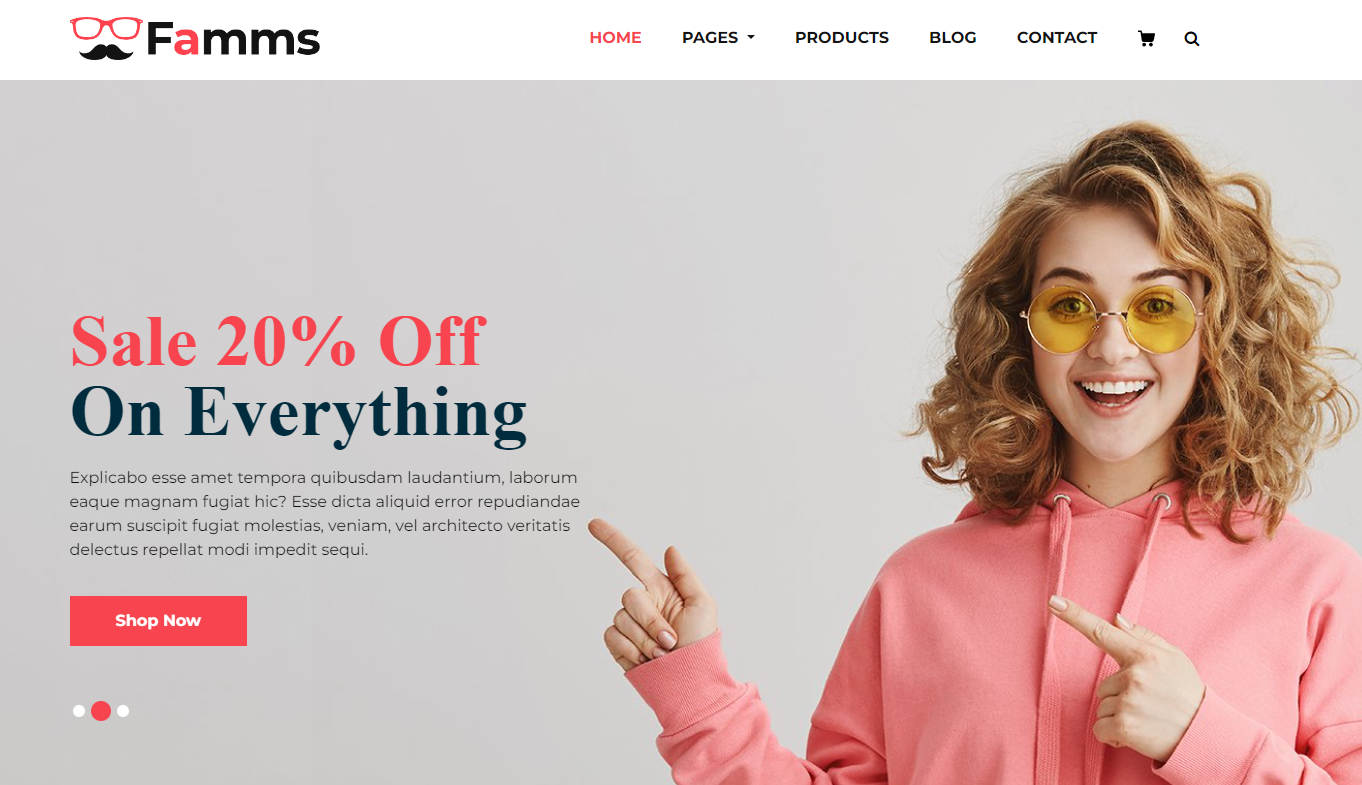 Famms
HOME PAGES PRODUCTS BLOG CONTACT
Sale 20% Off
On Everything
Explicabo esse amet tempora quibusdam laudantium, laborum
eaque magnam fugiat hic? Esse dicta aliquid error repudiandae
earum suscipit fugiat molestias, veniam, vel architecto veritatis
delectus repellat modi impedit sequi.
Shop Now